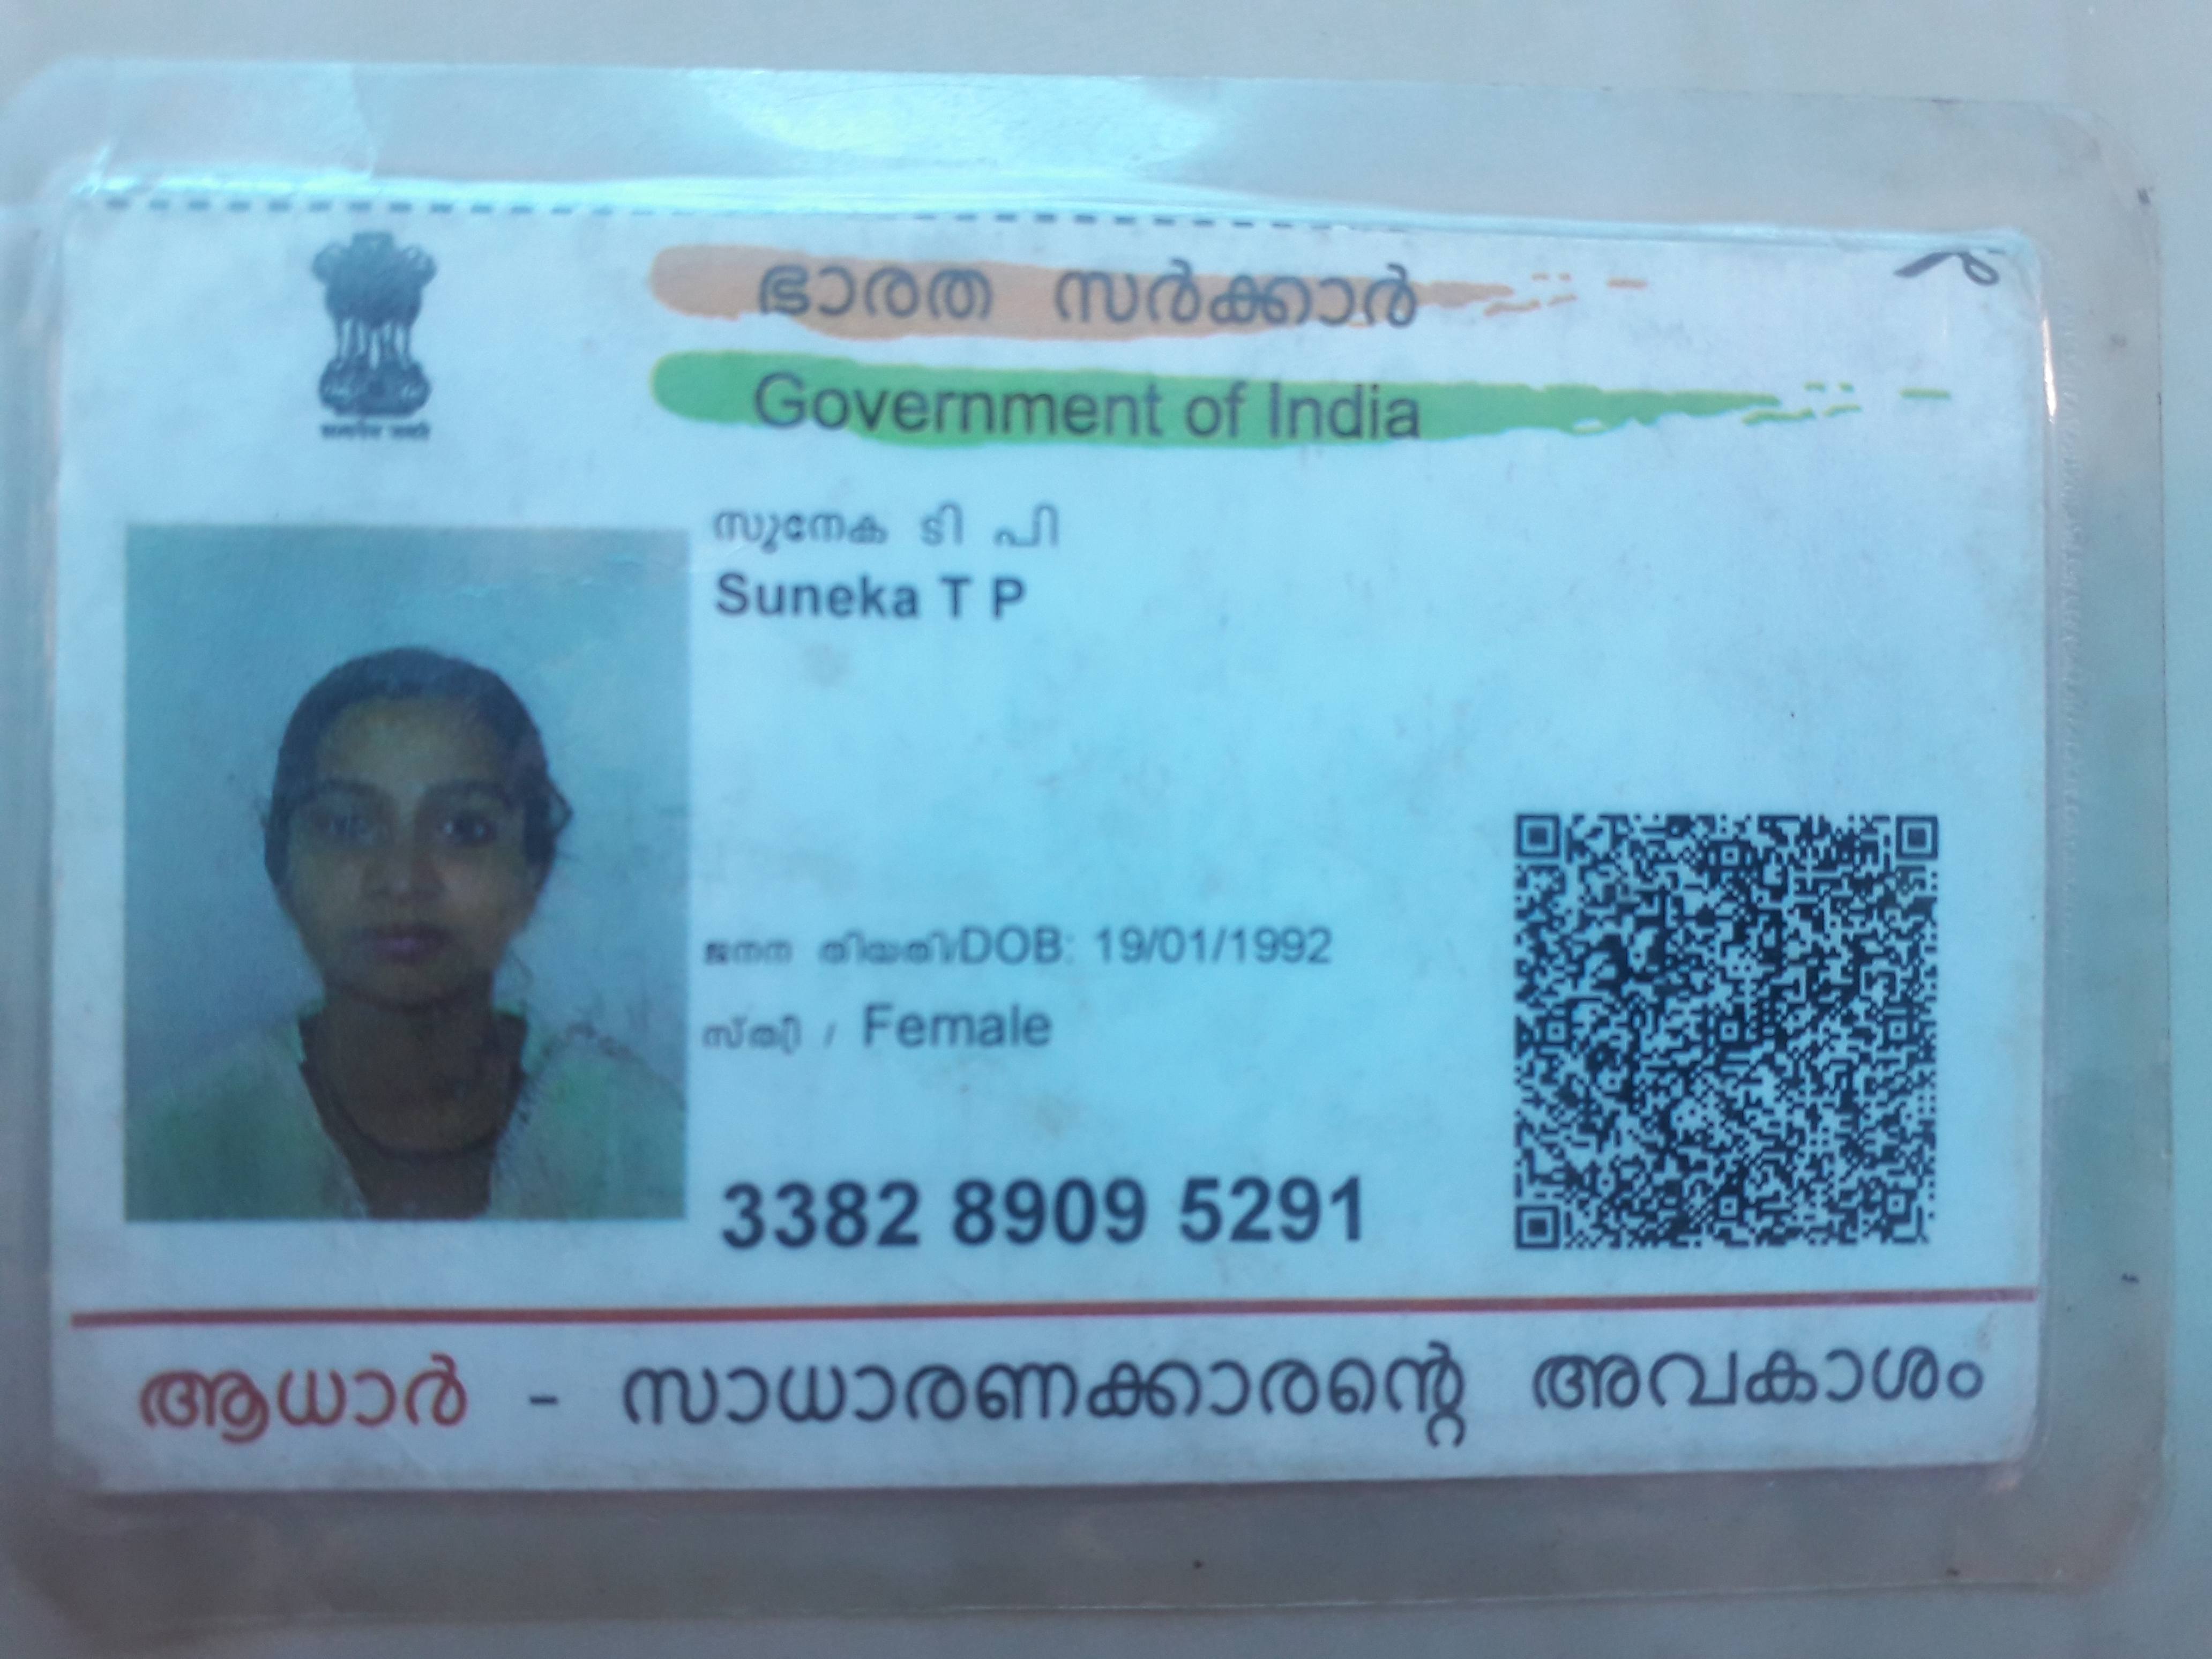 ഭാരത സർക്കാർ
Government of India
സുനേക ടി പി
Suneka T P
ജനന തിയതി/DOB: 19/01/1992
സ്ത്രീ / Female
3382 8909 5291
ആധാർ - സാധാരണക്കാരന്റെ അവകാശം